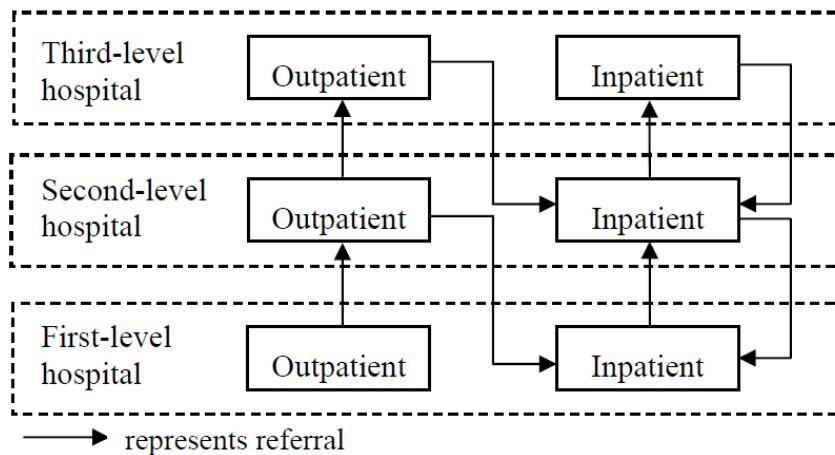 Third-level
hospital
Outpatient
Inpatient
Second-level
hospital
Outpatient
Inpatient
First-level
hospital
Outpatient
Inpatient
represents referral